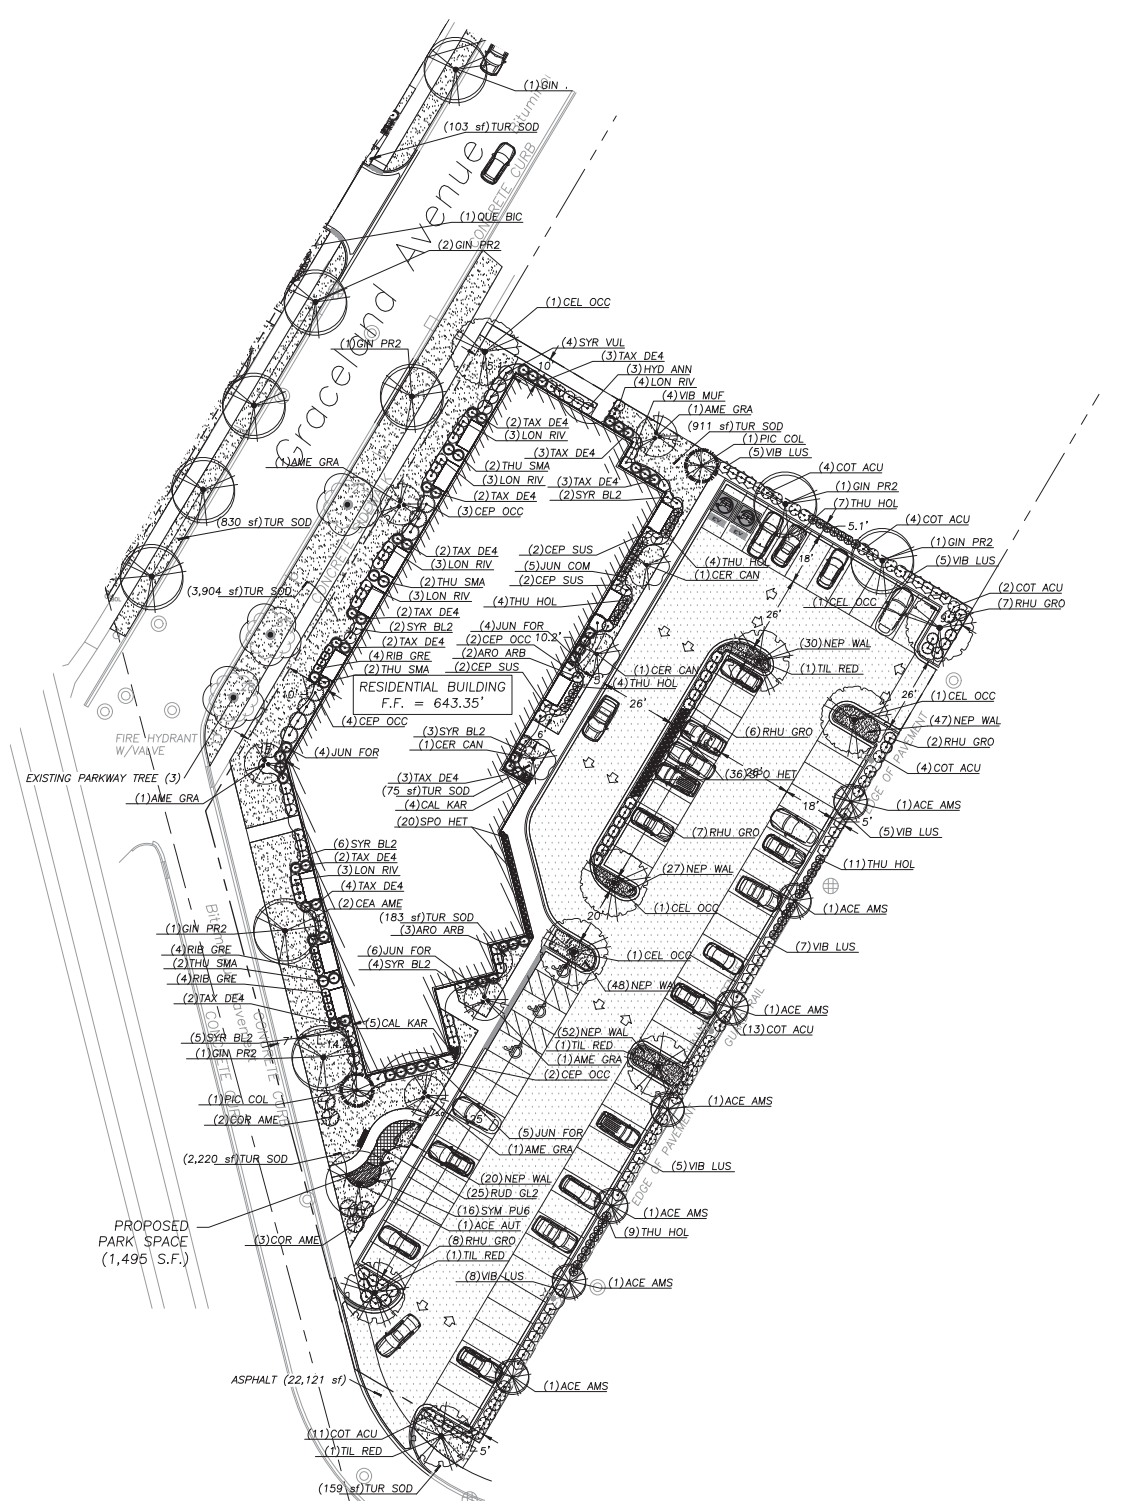 (1)GIN
Bitumin
(103 sf)TUR SOD
CONCRETE CURB
Graceland Avenue
(1)QUE BIC
(2)GIN PR2
(1)CEL OCC
(1)GIN PR2
(4)SYR VUL
10'
(3)TAX DE4
(3)HYD ANN
(4)LON RIV
(4)VIB MUF
(1)AME GRA
(911 sf)TUR SOD
(2)TAX DE4
(3)LON RIV
(1)PIC COL
(5)VIB LUS
(3)TAX DE4
(1)AME GRA
(2)THU SMA
(3)LON RIV
(3)TAX DE4
(4)COT ACU
(2)TAX DE4
(2)SYR BL2
(1)GIN PR2
(3)CEP OCC
(7)THU HOL
(830 sf)TUR SOD
5.1'
(4)COT ACU
(2)TAX DE4
(2)CEP SUS
(1)GIN PR2
(3)LON RIV
(5)JUN COM
(4)THU HOL
18'
(5)VIB LUS
(2)THU SMA
(2)CEP SUS
(1)CER CAN
(3,904 sf)TUR SOD
(3)LON RIV
(4)THU HOL
(1)CEL OCC
(2)COT ACU
(7)RHU GRO
(2)TAX DE4
26'
(2)SYR BL2
(4)JUN FOR
(2)TAX DE4
(2)CEP OCC
10.2'
(30)NEP WAL
(4)RIB GRE
(2)ARO ARB
(2)THU SMA
(2)CEP SUS
(1)CER CAN
(1)TIL RED
5'
(4)THU HOL
RESIDENTIAL BUILDING
F.F. = 643.35'
10'
26'
26'
(1)CEL OCC
(4)CEP OCC
(47)NEP WAL
FIRE HYDRANT
W/VALVE
(3)SYR BL2
6'
(6)RHU GRO
(2)RHU GRO
(1)CER CAN
(4)JUN FOR
(4)COT ACU
EXISTING PARKWAY TREE (3)
(3)TAX DE4
(36)SPO HET
(75 sf)TUR SOD
(1)AME GRA
(4)CAL KAR
18'
(1)ACE AMS
(20)SPO HET
5'
(5)VIB LUS
(7)RHU GRO
(6)SYR BL2
(2)TAX DE4
(11)THU HOL
(3)LON RIV
(27)NEP WAL
(4)TAX DE4
(2)CEA AME
(1)CEL OCC
(1)ACE AMS
(183 sf)TUR SOD
20'
(1)GIN PR2
(3)ARO ARB
(4)RIB GRE
(6)JUN FOR
(7)VIB LUS
(2)THU SMA
(4)SYR BL2
(1)CEL OCC
(4)RIB GRE
(48)NEP WAL
(2)TAX DE4
(1)ACE AMS
(5)CAL KAR
(52)NEP WAL
(13)COT ACU
(5)SYR BL2
7'
(1)TIL RED
(1)GIN PR2
(1)AME GRA
(2)CEP OCC
(1)PIC COL
(1)ACE AMS
(2)COR AME
25
(5)JUN FOR
(1)AME GRA
EDGE OF PAVEMENT
(2,220 sf)TUR SOD
(5)VIB LUS
(20)NEP WAL
(25)RUD GL2
(16)SYM PU6
(1)ACE AMS
PROPOSED
PARK SPACE
(1,495 S.F.)
(1)ACE AUT
(9)THU HOL
(3)COR AME
(8)RHU GRO
(1)TIL RED
(8)VIB LUS
(1)ACE AMS
ASPHALT (22,121 sf)
(1)ACE AMS
(11)COT ACU
(1)TIL RED
5'
(159 sf)TUR SOD